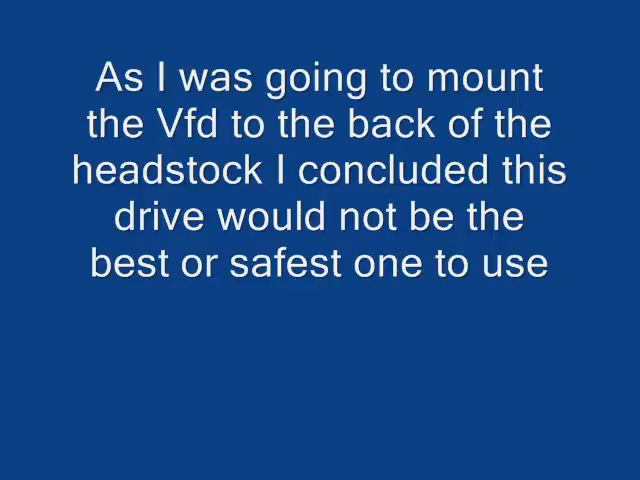 As I was going to mount
the Vfd to the back of the
headstock I concluded this
drive would not be the
best or safest one to use